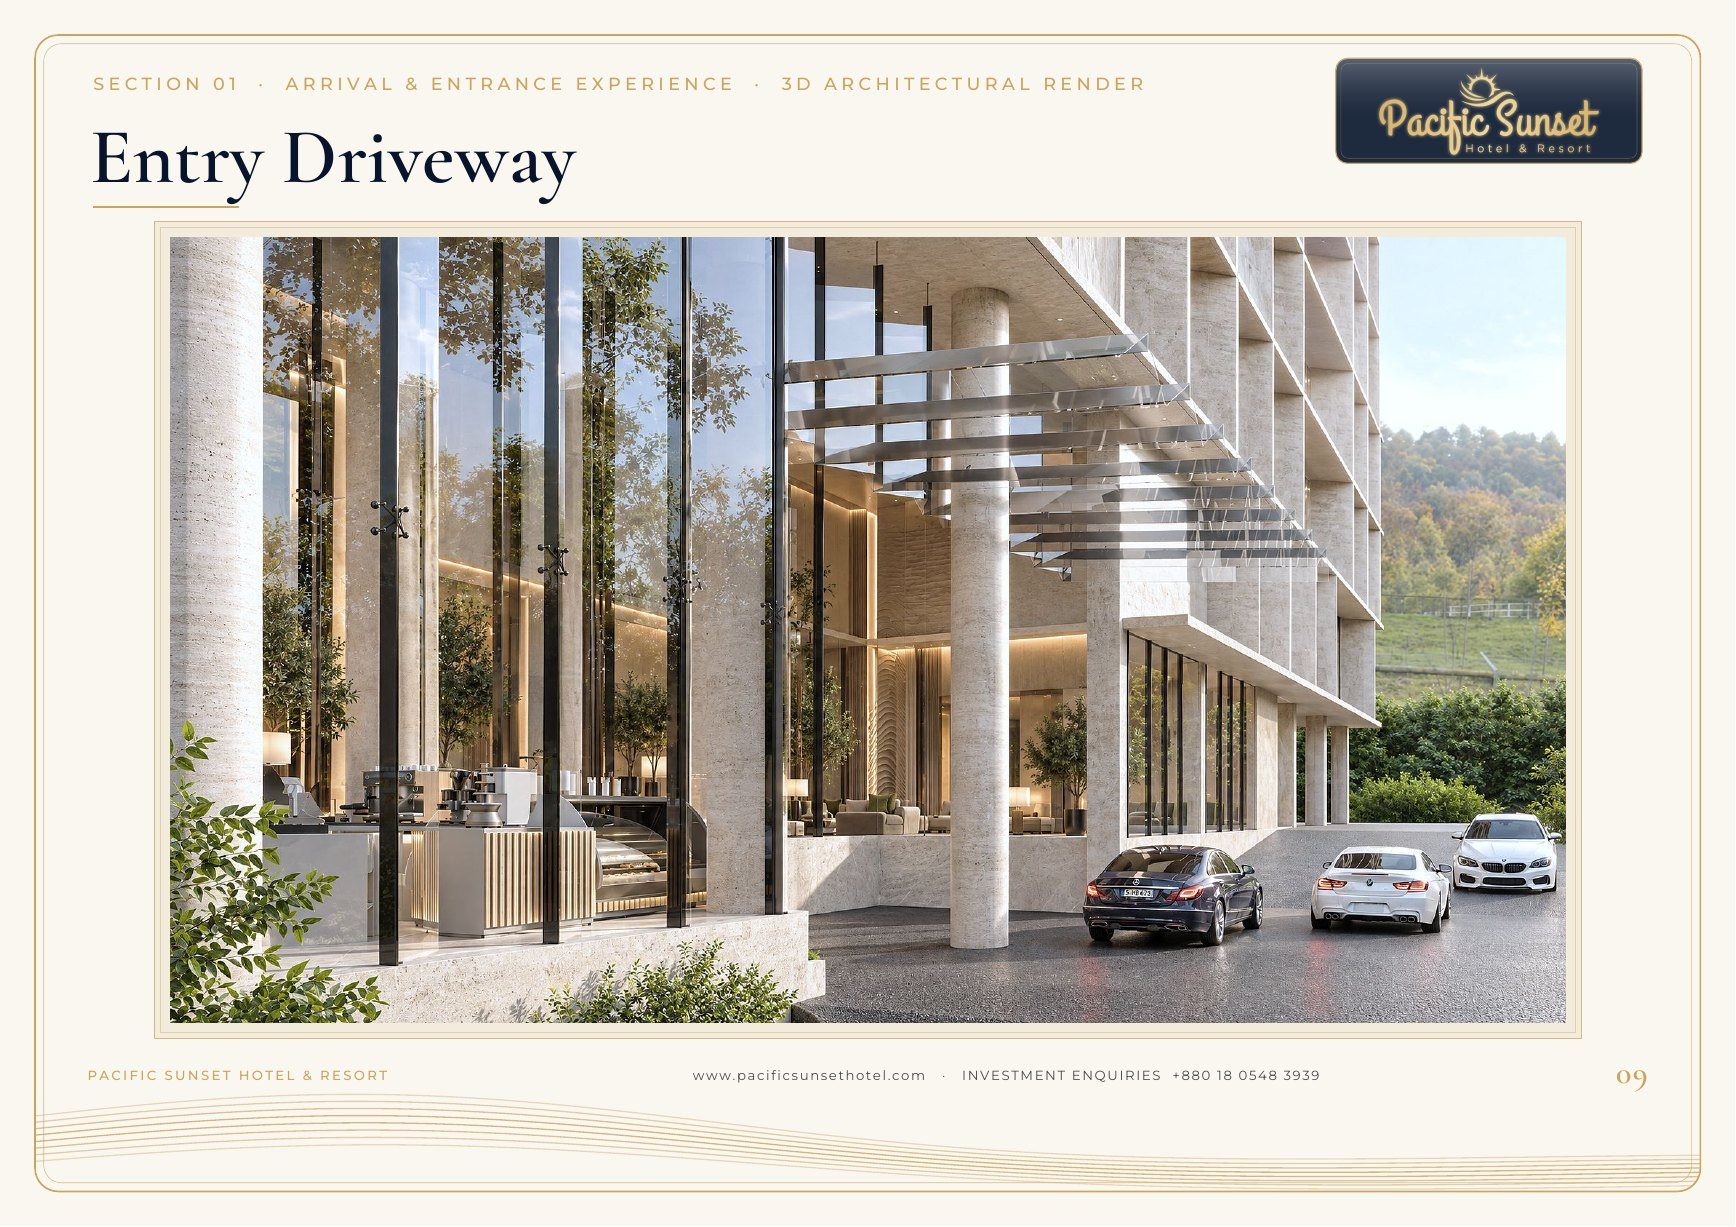 SECTION 01 · ARRIVAL & ENTRANCE EXPERIENCE · 3D ARCHITECTURAL RENDER
Pacific Sunset
Hotel & Resort
Entry Driveway
PACIFIC SUNSET HOTEL & RESORT
www.pacificsunsethotel.com · INVESTMENT ENQUIRIES +880 18 0548 3939
09